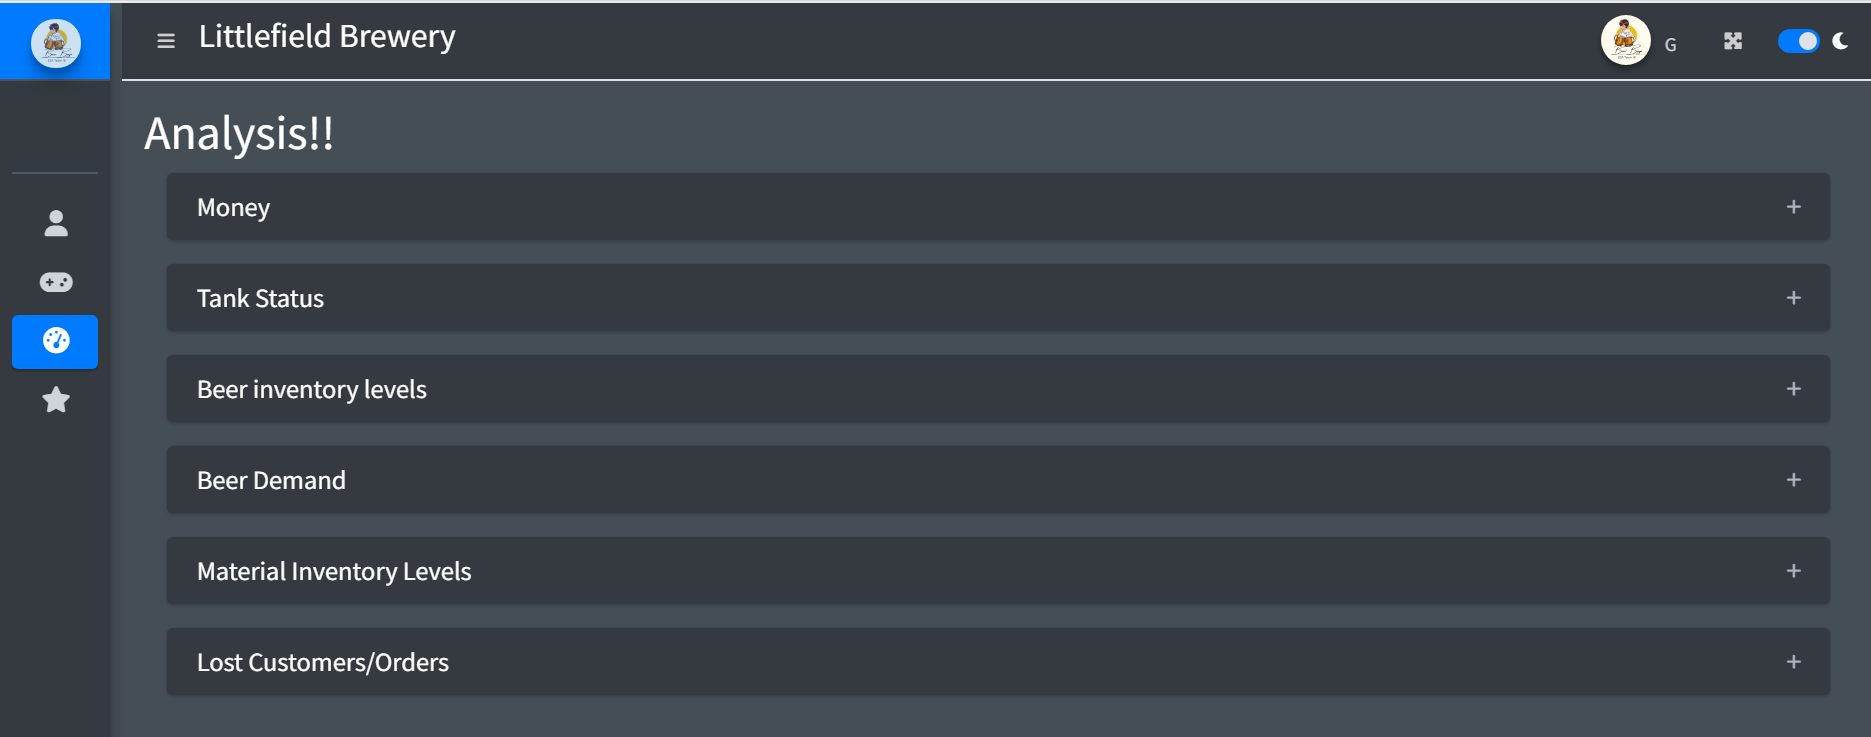 Littlefield Brewery
G
Analysis!!
Money
Tank Status
Beer inventory levels
Beer Demand
Material Inventory Levels
Lost Customers/Orders